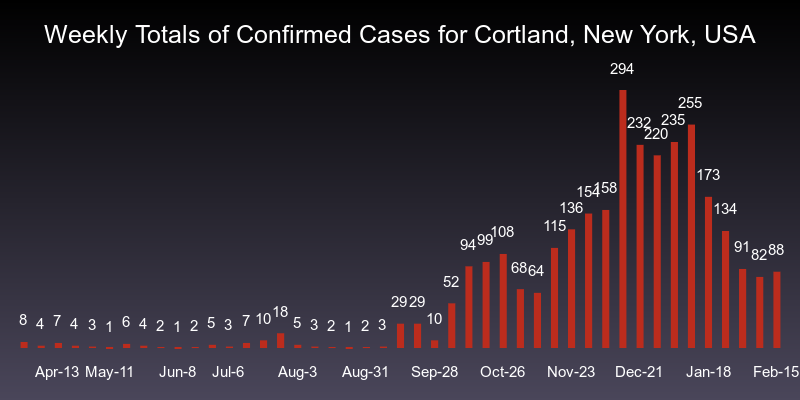 Weekly Totals of Confirmed Cases for Cortland, New York, USA
8 4 7 4 3 1 6 4 2 1 2 5 3 7 10 18 5 3 2 1 2 3 29 29 10 52 94 99 108 68 64 115 136 154 158 294 232 220 235 255 173 134 91 82 88
Apr-13 May-11 Jun-8 Jul-6 Aug-3 Aug-31 Sep-28 Oct-26 Nov-23 Dec-21 Jan-18 Feb-15